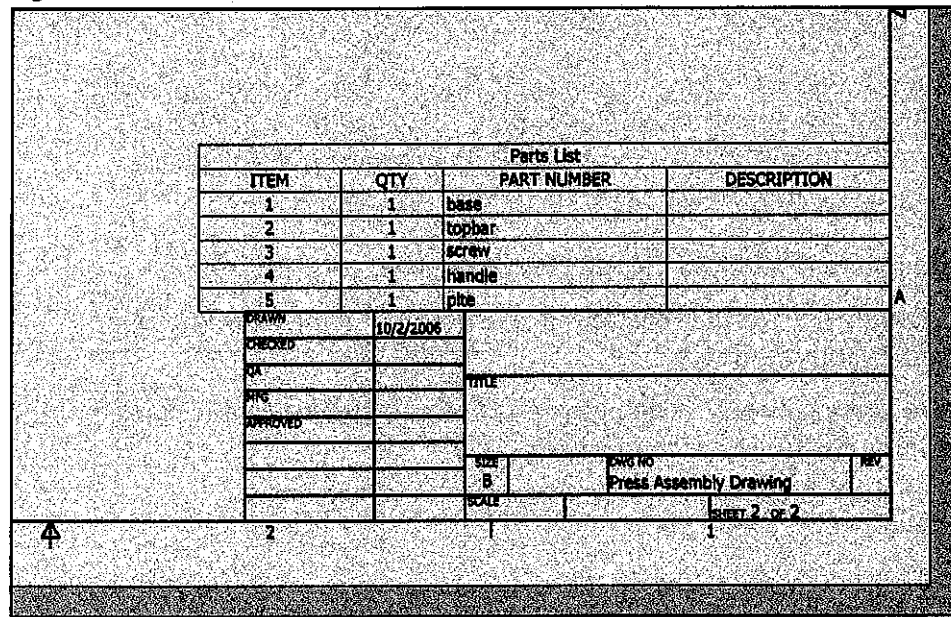 Parts List
ITEM QTY PART NUMBER DESCRIPTION
1 1 base
2 1 topbar
3 1 screw
4 1 handle
5 1 plte
DRAWN 10/2/2006
CHECKED
QA
TITLE
MFG
APPROVED
SIZE DWG NO REV
B Press Assembly Drawing
SCALE SHEET 2 OF 2
A
2 1